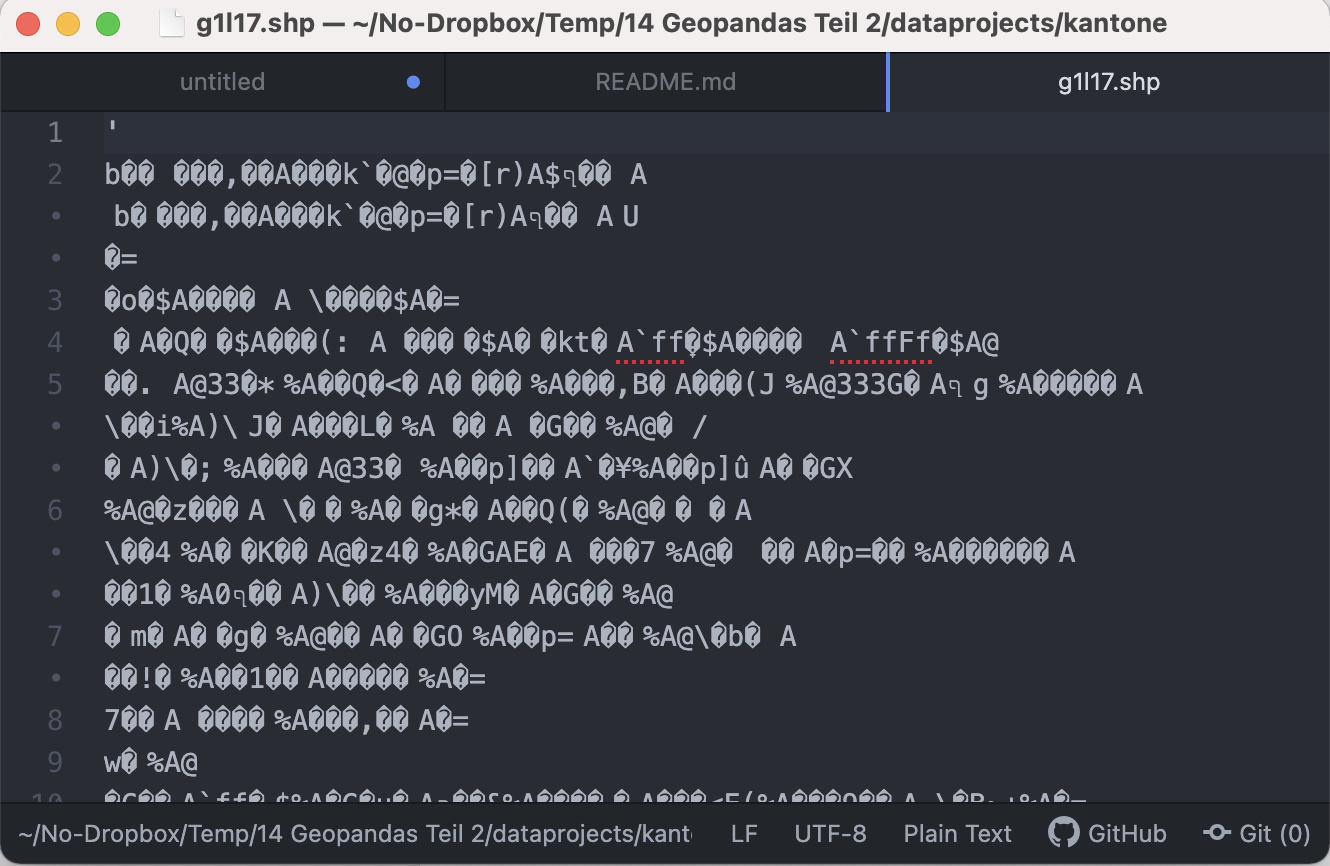 g1l17.shp — ~/No-Dropbox/Temp/14 Geopandas Teil 2/dataprojects/kantone
untitled
README.md
g1l17.shp
1 '
2 b�� ���,��A���k`�@�p=�[r)A$ߪ�� A
b� ���,��A���k`�@�p=�[r)Aߪ�� A U
�=
3 �o�$A���� A \����$A�=
4 � A�Q� �$A���(: A ��� �$A� �kt� A`ff�$A���� A`ffFf�$A@
5 ��. A@33�* %A��Q�<� A� ��� %A���,B� A���(J %A@333G� Aߪ g %A����� A
\��i%A)\ J� A���L� %A �� A �G�� %A@� /
� A)\�; %A��� A@33� %A��p]�� A`�¥%A��p]û A� �GX
6 %A@�z��� A \� � %A� �g*� A��Q(� %A@� � � A
\��4 %A� �K�� A@�z4� %A�GAE� A ���7 %A@� �� A�p=�� %A������ A
��1� %A0ߪ�� A)\�� %A���yM� A�G�� %A@
7 � m� A� �g� %A@�� A� �GO %A��p= A�� %A@\�b� A
��!� %A��1�� A����� %A�=
8 7�� A ���� %A���,�� A�=
9 w� %A@
10
~/No-Dropbox/Temp/14 Geopandas Teil 2/dataprojects/kant
LF
UTF-8
Plain Text
GitHub
Git (0)